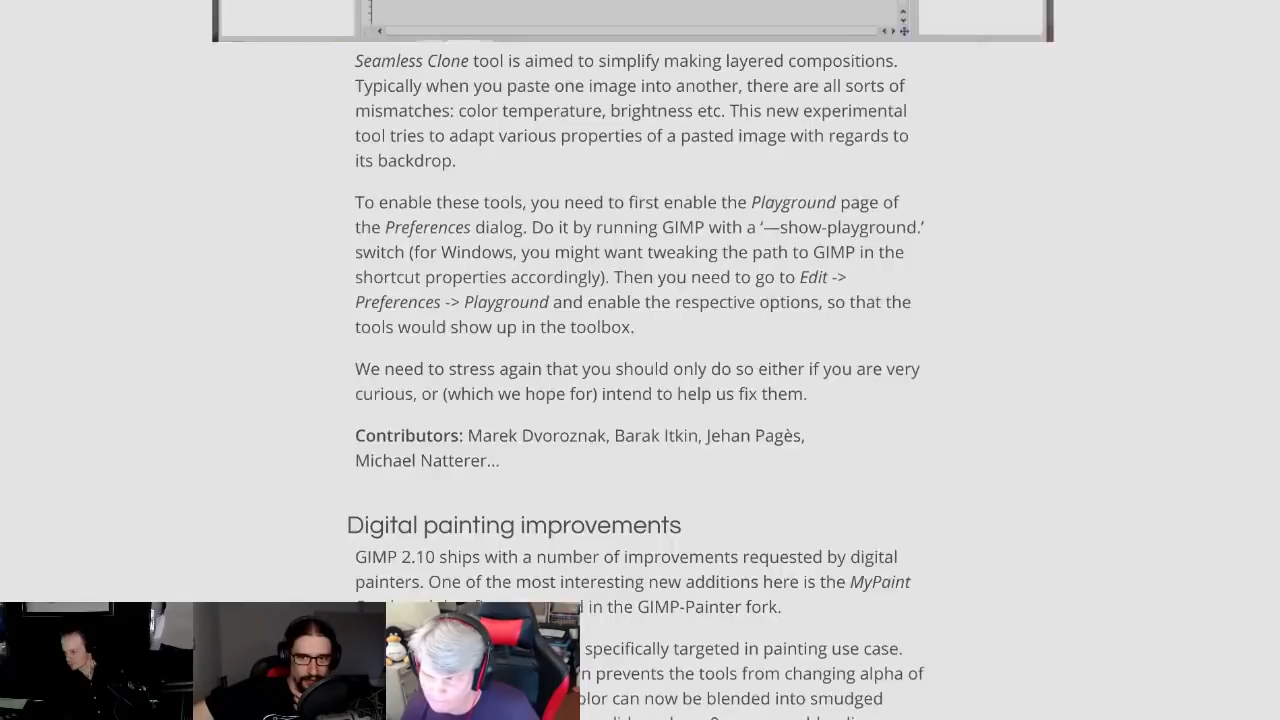 Seamless Clone tool is aimed to simplify making layered compositions.
Typically when you paste one image into another, there are all sorts of
mismatches: color temperature, brightness etc. This new experimental
tool tries to adapt various properties of a pasted image with regards to
its backdrop.
To enable these tools, you need to first enable the Playground page of
the Preferences dialog. Do it by running GIMP with a ‘—show-playground.’
switch (for Windows, you might want tweaking the path to GIMP in the
shortcut properties accordingly). Then you need to go to Edit ->
Preferences -> Playground and enable the respective options, so that the
tools would show up in the toolbox.
We need to stress again that you should only do so either if you are very
curious, or (which we hope for) intend to help us fix them.
Contributors: Marek Dvoroznak, Barak Itkin, Jehan Pagès,
Michael Natterer…
Digital painting improvements
GIMP 2.10 ships with a number of improvements requested by digital
painters. One of the most interesting new additions here is the MyPaint
in the GIMP-Painter fork.
specifically targeted in painting use case.
prevents the tools from changing alpha of
can now be blended into smudged